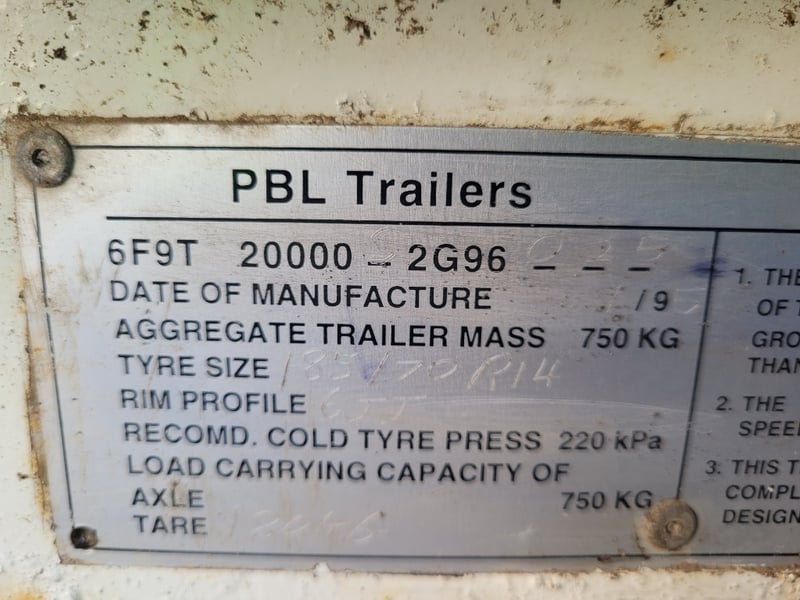 PBL Trailers
6F9T 20000 _ 2G96 _ _ _
DATE OF MANUFACTURE /9
AGGREGATE TRAILER MASS 750 KG
TYRE SIZE 185/70 R14
RIM PROFILE
RECOMD. COLD TYRE PRESS 220 kPa
LOAD CARRYING CAPACITY OF
AXLE 750 KG
TARE
1. THE
OF
GRO
THAN
2. THE
SPEE
3. THIS T
COMPL
DESIGN